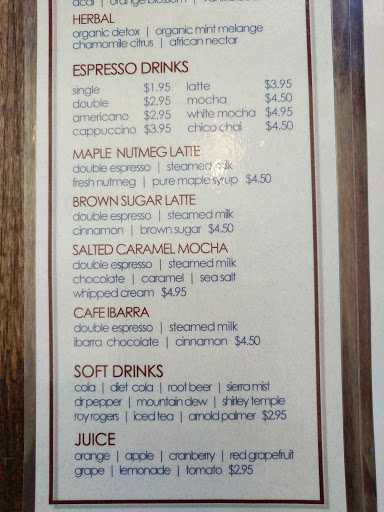 acai | orange blossom |
HERBAL
organic detox | organic mint melange
chamomile citrus | african nectar
ESPRESSO DRINKS
single $1.95 latte $3.95
double $2.95 mocha $4.50
americano $2.95 white mocha $4.95
cappuccino $3.95 chico chai $4.50
MAPLE NUTMEG LATTE
double espresso | steamed milk
fresh nutmeg | pure maple syrup $4.50
BROWN SUGAR LATTE
double espresso | steamed milk
cinnamon | brown sugar $4.50
SALTED CARAMEL MOCHA
double espresso | steamed milk
chocolate | caramel | sea salt
whipped cream $4.95
CAFE IBARRA
double espresso | steamed milk
ibarra chocolate | cinnamon $4.50
SOFT DRINKS
cola | diet cola | root beer | sierra mist
dr pepper | mountain dew | shirley temple
roy rogers | iced tea | arnold palmer $2.95
JUICE
orange | apple | cranberry | red grapefruit
grape | lemonade | tomato $2.95